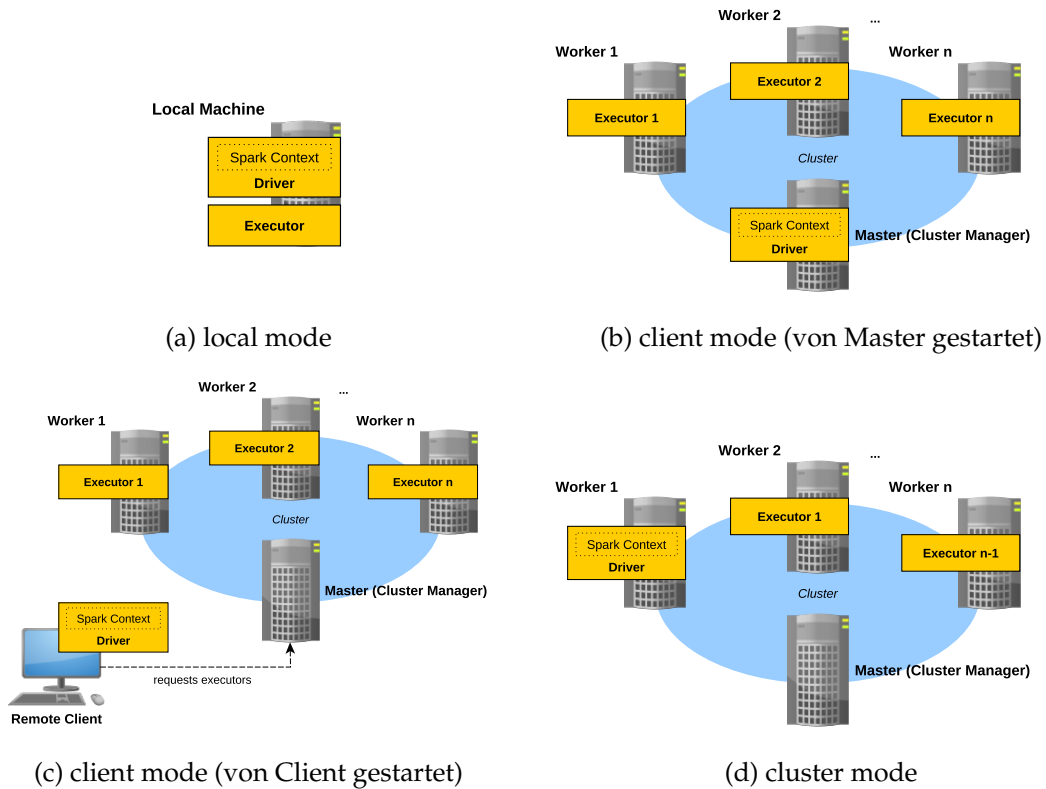 Local Machine
Spark Context
Driver
Executor
(a) local mode
Worker 2
...
Worker 1
Worker n
Executor 2
Executor 1
Executor n
Cluster
Spark Context
Driver
Master (Cluster Manager)
(b) client mode (von Master gestartet)
Worker 2
...
Worker 1
Worker n
Executor 2
Executor 1
Executor n
Cluster
Master (Cluster Manager)
Spark Context
Driver
requests executors
Remote Client
(c) client mode (von Client gestartet)
Worker 2
...
Worker 1
Worker n
Executor 1
Spark Context
Driver
Executor n-1
Cluster
Master (Cluster Manager)
(d) cluster mode